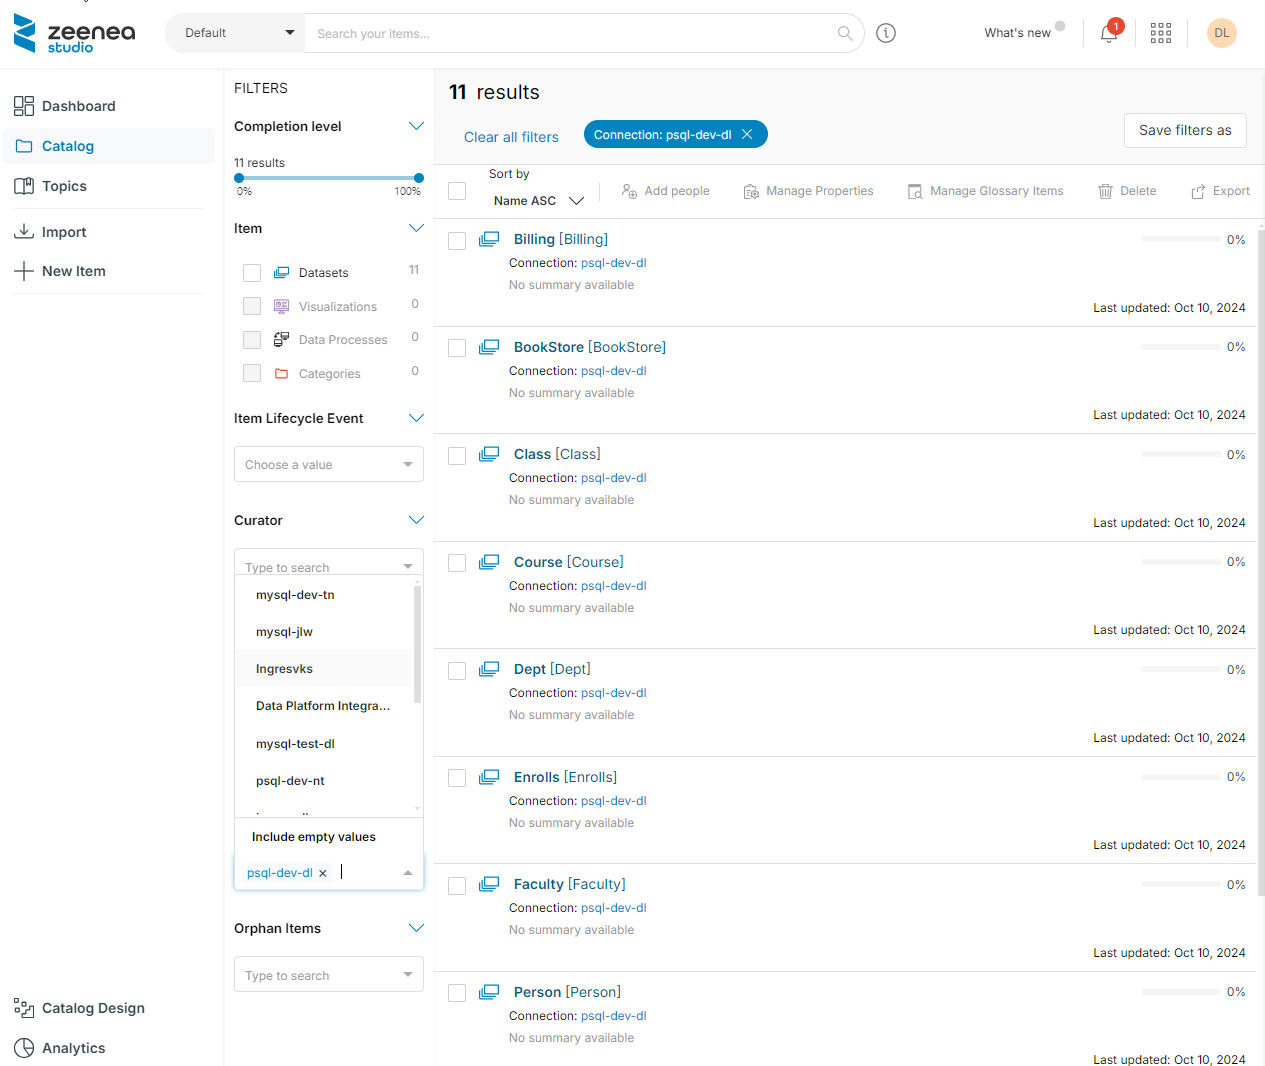 zeenea
studio
Default
Search your items...
What's new
1
DL
Dashboard
Catalog
Topics
Import
New Item
Catalog Design
Analytics
FILTERS
Completion level
11 results
0% 100%
Item
Datasets 11
Visualizations 0
Data Processes 0
Categories 0
Item Lifecycle Event
Choose a value
Curator
Type to search
mysql-dev-tn
mysql-jlw
Ingresvks
Data Platform Integra...
mysql-test-dl
psql-dev-nt
Include empty values
psql-dev-dl ×
Orphan Items
Type to search
11 results
Clear all filters
Connection: psql-dev-dl
Save filters as
Sort by
Name ASC
Add people
Manage Properties
Manage Glossary Items
Delete
Export
Billing [Billing] 0%
Connection: psql-dev-dl
No summary available
Last updated: Oct 10, 2024
BookStore [BookStore] 0%
Connection: psql-dev-dl
No summary available
Last updated: Oct 10, 2024
Class [Class] 0%
Connection: psql-dev-dl
No summary available
Last updated: Oct 10, 2024
Course [Course] 0%
Connection: psql-dev-dl
No summary available
Last updated: Oct 10, 2024
Dept [Dept] 0%
Connection: psql-dev-dl
No summary available
Last updated: Oct 10, 2024
Enrolls [Enrolls] 0%
Connection: psql-dev-dl
No summary available
Last updated: Oct 10, 2024
Faculty [Faculty] 0%
Connection: psql-dev-dl
No summary available
Last updated: Oct 10, 2024
Person [Person] 0%
Connection: psql-dev-dl
No summary available
Last updated: Oct 10, 2024